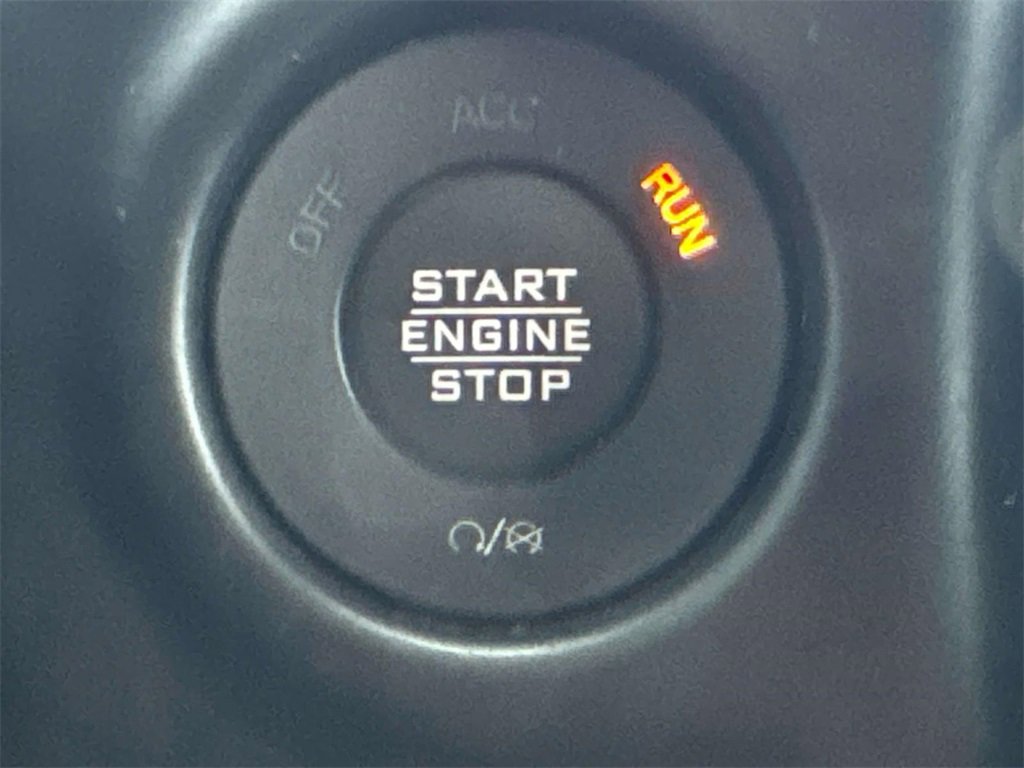 ACC
OFF
RUN
START
ENGINE
STOP